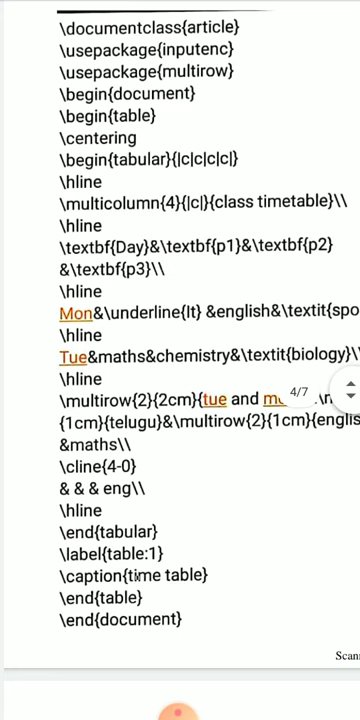 \documentclass{article}
\usepackage{inputenc}
\usepackage{multirow}
\begin{document}
\begin{table}
\centering
\begin{tabular}{|c|c|c|c|}
\hline
\multicolumn{4}{|c|}{class timetable}\\
\hline
\textbf{Day}&\textbf{p1}&\textbf{p2}
&\textbf{p3}\\
\hline
Mon&\underline{It} &english&\textit{spo
\hline
Tue&maths&chemistry&\textit{biology}\\
\hline
\multirow{2}{2cm}{tue and
4/7
{1cm}{telugu}&\multirow{2}{1cm}{englis
&maths\\
\cline{4-0}
& & & eng\\
\hline
\end{tabular}
\label{table:1}
\caption{time table}
\end{table}
\end{document}
Scan